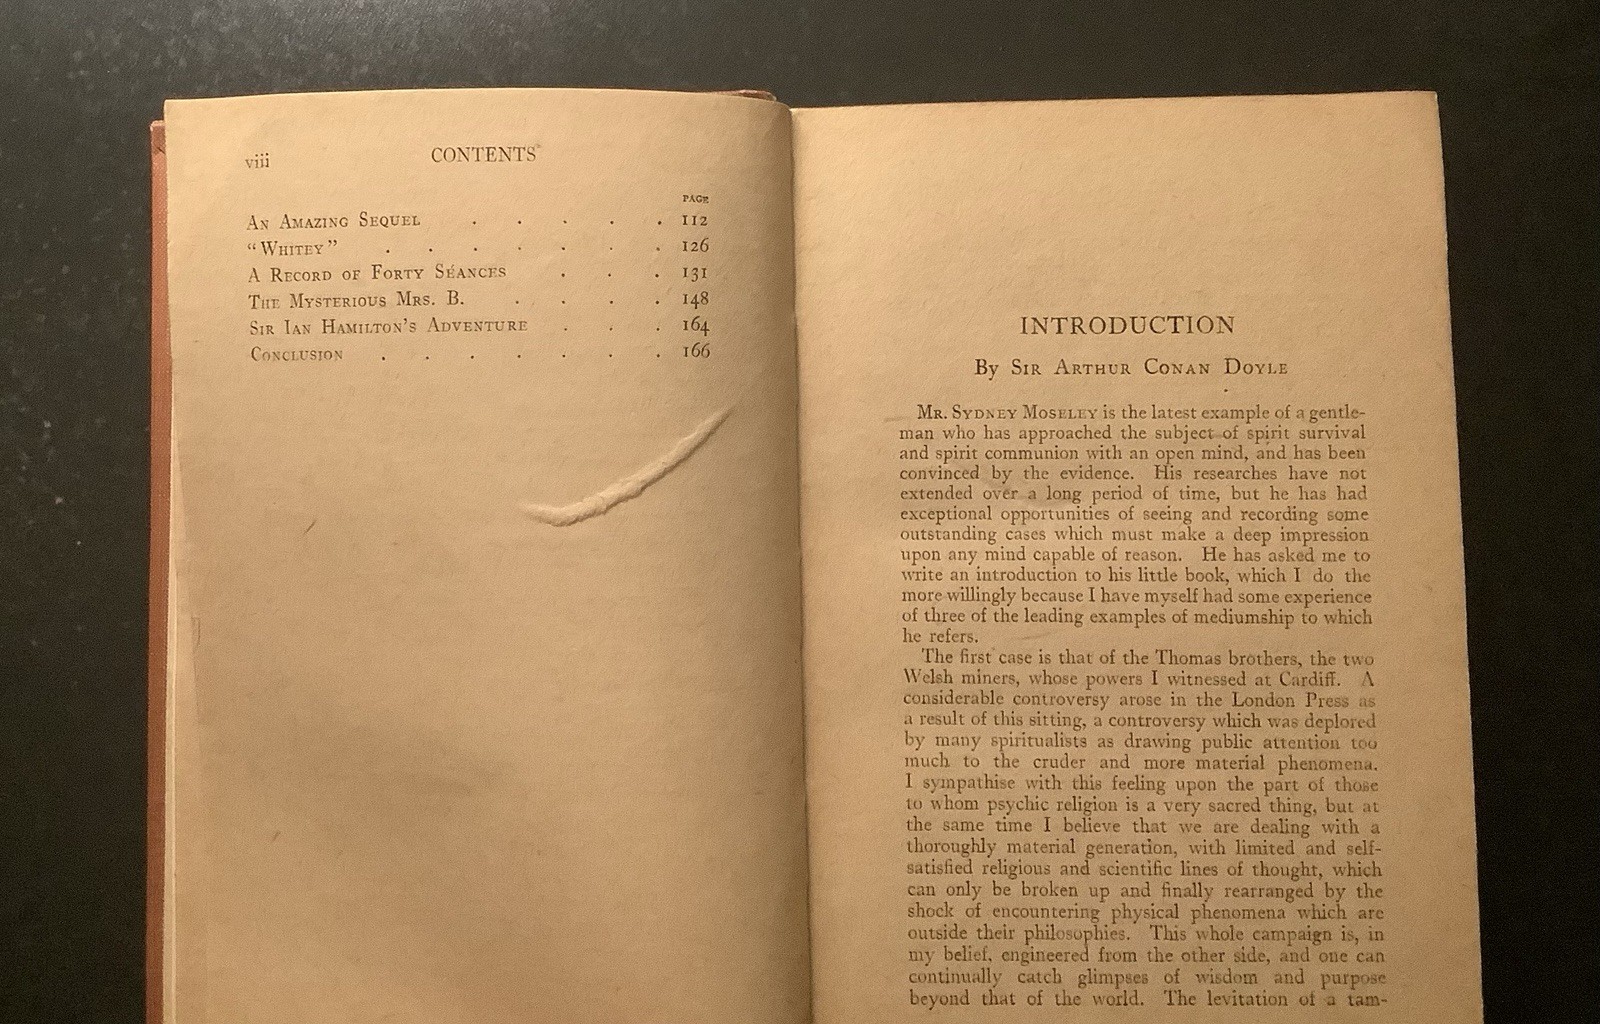 viii CONTENTS
PAGE
AN AMAZING SEQUEL . . . . . 112
“WHITEY” . . . . . . . 126
A RECORD OF FORTY SÉANCES . . . 131
THE MYSTERIOUS MRS. B. . . . . 148
SIR IAN HAMILTON’S ADVENTURE . . . 164
CONCLUSION . . . . . . . 166
INTRODUCTION
By SIR ARTHUR CONAN DOYLE
MR. SYDNEY MOSELEY is the latest example of a gentle-
man who has approached the subject of spirit survival
and spirit communion with an open mind, and has been
convinced by the evidence. His researches have not
extended over a long period of time, but he has had
exceptional opportunities of seeing and recording some
outstanding cases which must make a deep impression
upon any mind capable of reason. He has asked me to
write an introduction to his little book, which I do the
more willingly because I have myself had some experience
of three of the leading examples of mediumship to which
he refers.
The first case is that of the Thomas brothers, the two
Welsh miners, whose powers I witnessed at Cardiff. A
considerable controversy arose in the London Press as
a result of this sitting, a controversy which was deplored
by many spiritualists as drawing public attention too
much to the cruder and more material phenomena.
I sympathise with this feeling upon the part of those
to whom psychic religion is a very sacred thing, but at
the same time I believe that we are dealing with a
thoroughly material generation, with limited and self-
satisfied religious and scientific lines of thought, which
can only be broken up and finally rearranged by the
shock of encountering physical phenomena which are
outside their philosophies. This whole campaign is, in
my belief, engineered from the other side, and one can
continually catch glimpses of wisdom and purpose
beyond that of the world. The levitation of a tam-